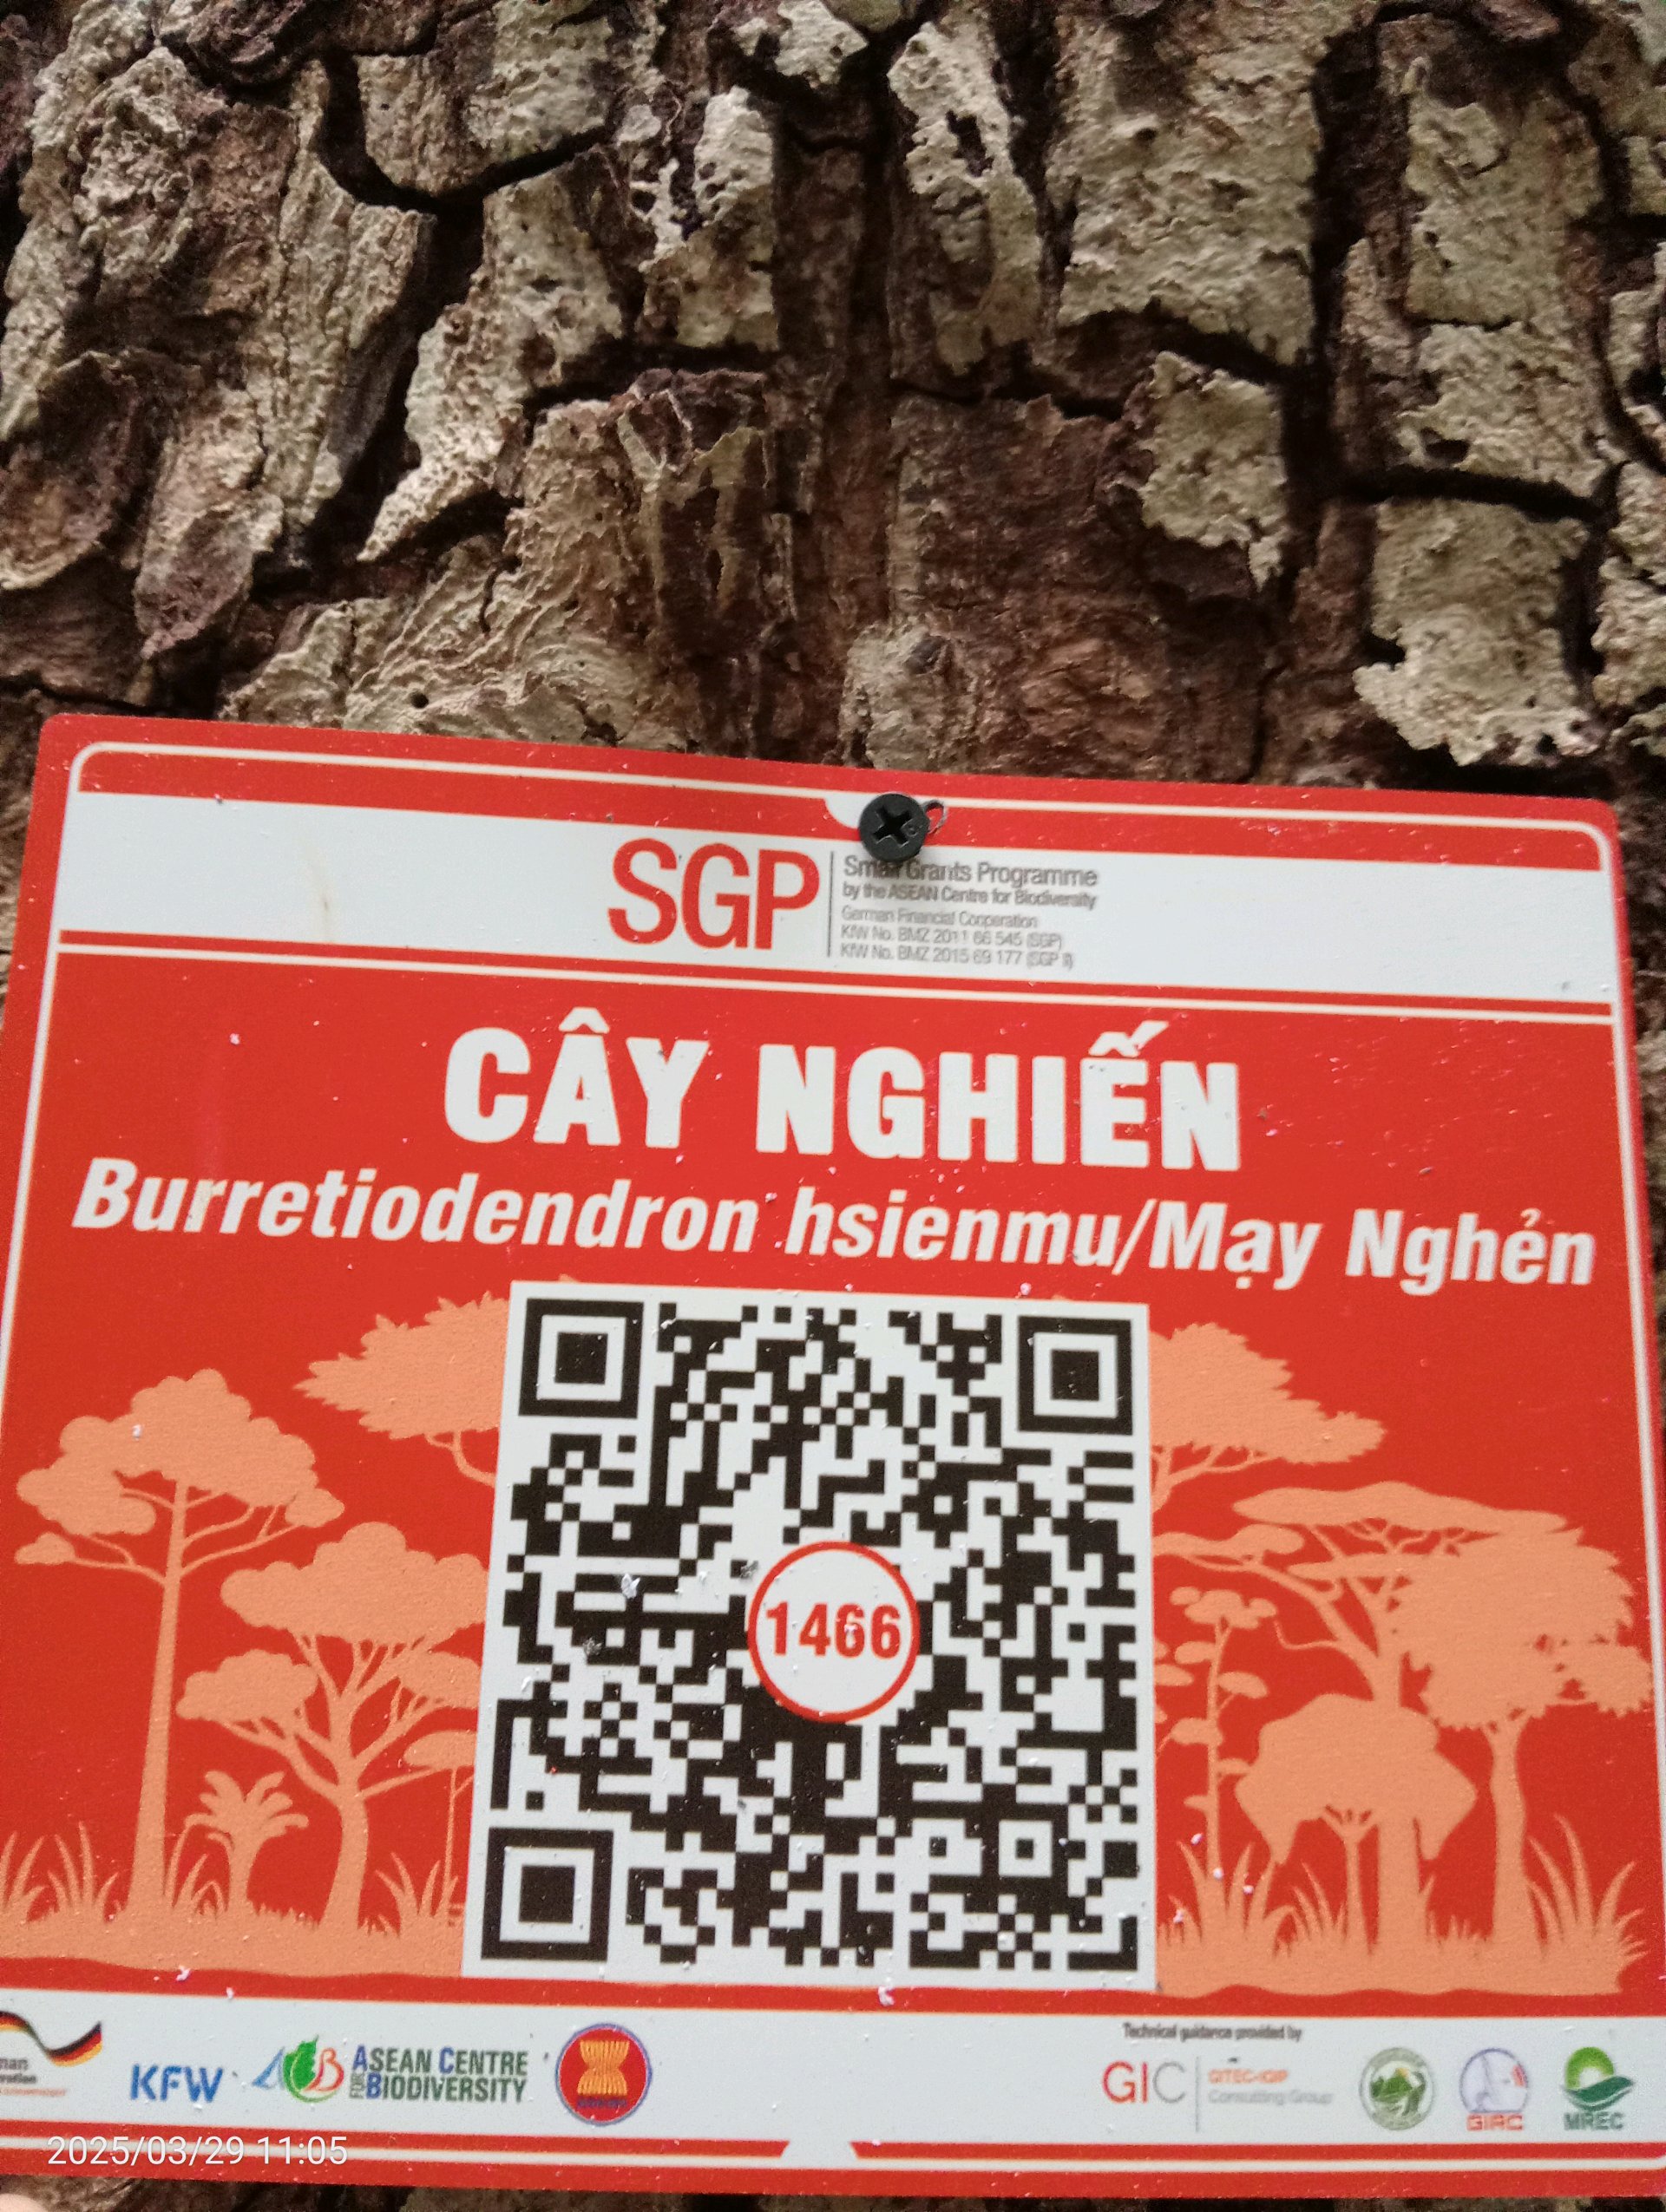 SGP
Small Grants Programme
by the ASEAN Centre for Biodiversity
German Financial Cooperation
KfW No. BMZ 2011 66 545 (SGP)
KfW No. BMZ 2015 69 177 (SGP II)
CÂY NGHIẾN
Burretiodendron hsienmu/Mạy Nghẻn
1466
KFW
ACB
ASEAN CENTRE
FOR BIODIVERSITY
Technical guidance provided by
GIC
GITEC-IGIP
Consulting Group
GIRC
MREC
2025/03/29 11:05